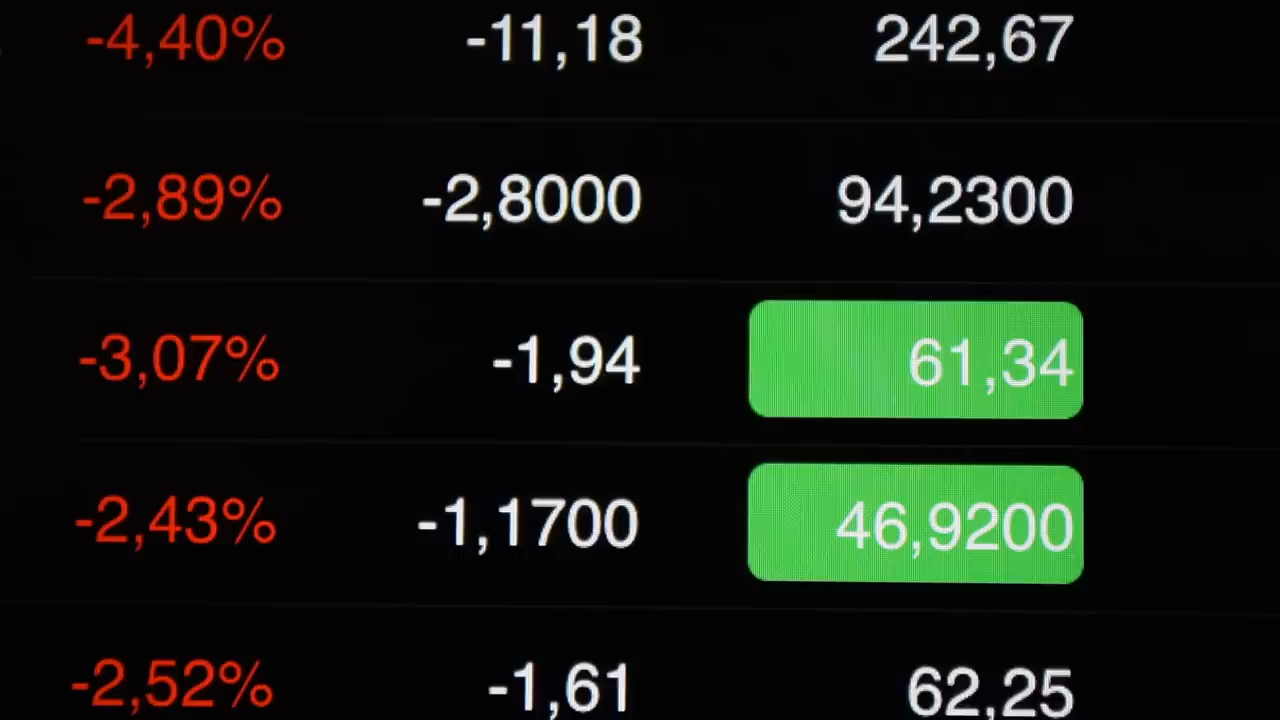 -4,40% -11,18 242,67
-2,89% -2,8000 94,2300
-3,07% -1,94 61,34
-2,43% -1,1700 46,9200
-2,52% -1,61 62,25